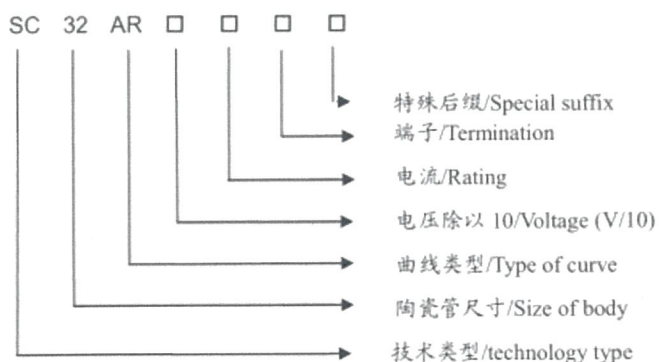 SC 32 AR □ □ □ □
特殊后缀/Special suffix
端子/Termination
电流/Rating
电压除以 10/Voltage (V/10)
曲线类型/Type of curve
陶瓷管尺寸/Size of body
技术类型/technology type